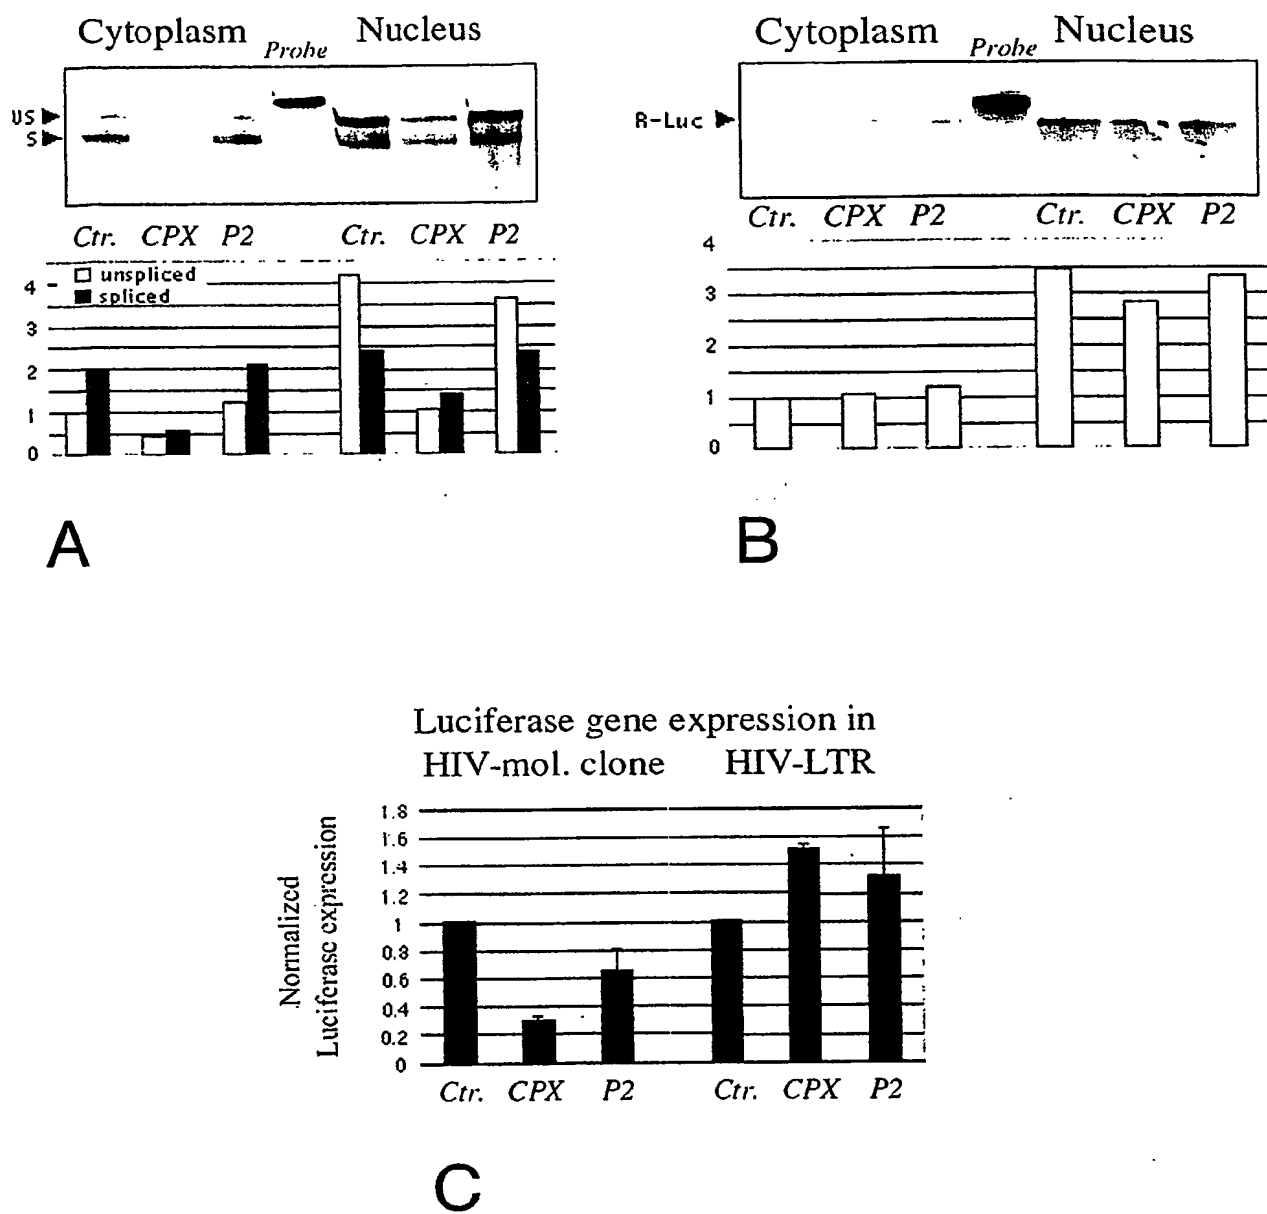 Cytoplasm Probe Nucleus
US
S
Ctr. CPX P2 Ctr. CPX P2
unspliced
spliced
4
3
2
1
0
A
Cytoplasm Probe Nucleus
R-Luc
Ctr. CPX P2 Ctr. CPX P2
4
3
2
1
0
B
Luciferase gene expression in
HIV-mol. clone HIV-LTR
Normalized
Luciferase expression
1.8
1.6
1.4
1.2
1
0.8
0.6
0.4
0.2
0
Ctr. CPX P2 Ctr. CPX P2
C